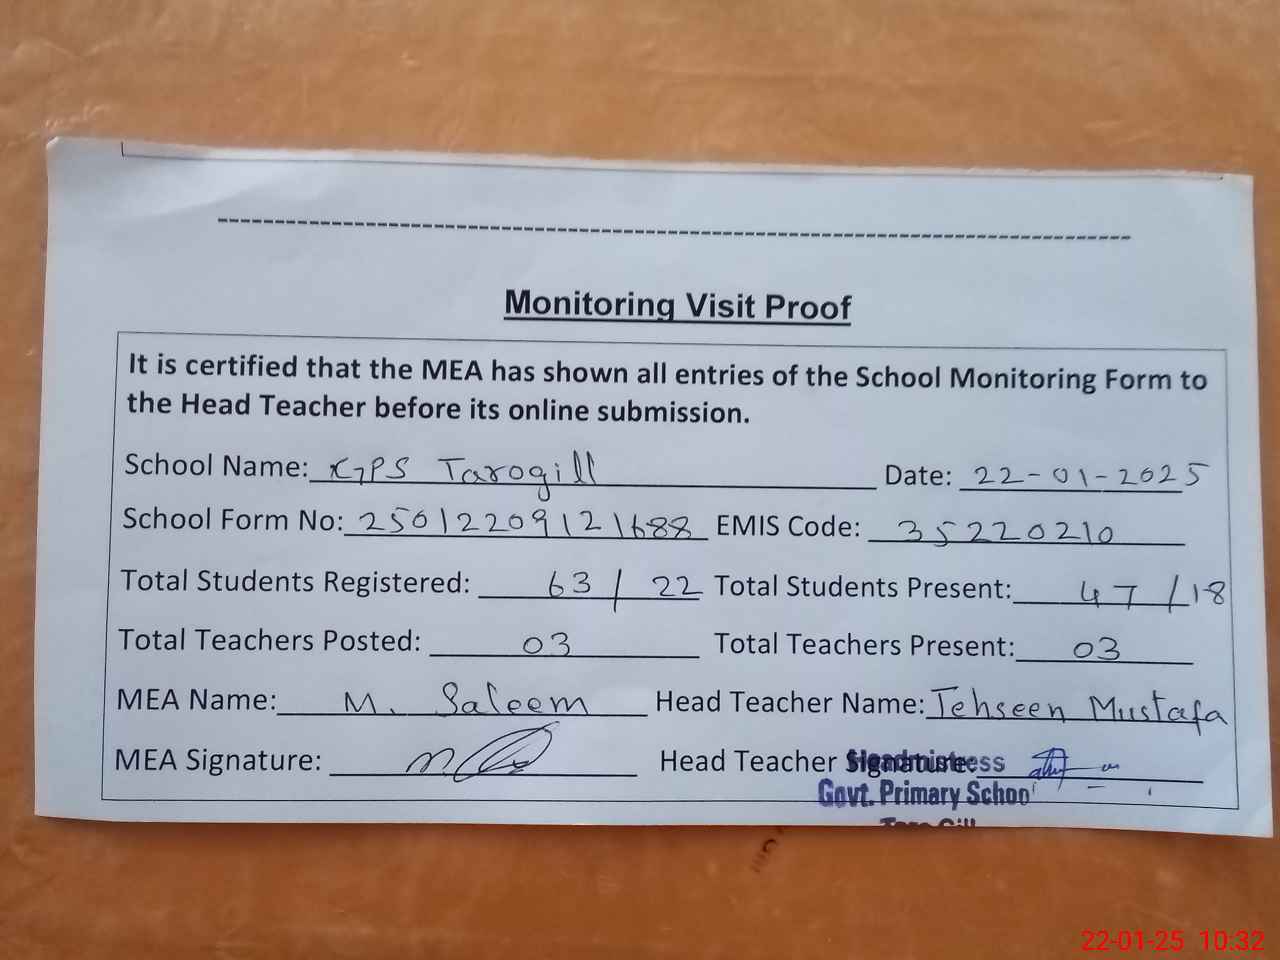 Monitoring Visit Proof
It is certified that the MEA has shown all entries of the School Monitoring Form to
the Head Teacher before its online submission.
School Name: GPS Tarogill Date: 22-01-2025
School Form No: 25012209121688 EMIS Code: 35220210
Total Students Registered: 63 / 22 Total Students Present: 47 / 18
Total Teachers Posted: 03 Total Teachers Present: 03
MEA Name: M. Saleem Head Teacher Name: Tehseen Mustafa
MEA Signature: Head Teacher Signature:
Headmistress
Govt. Primary School
Taro Gill
22-01-25 10:32